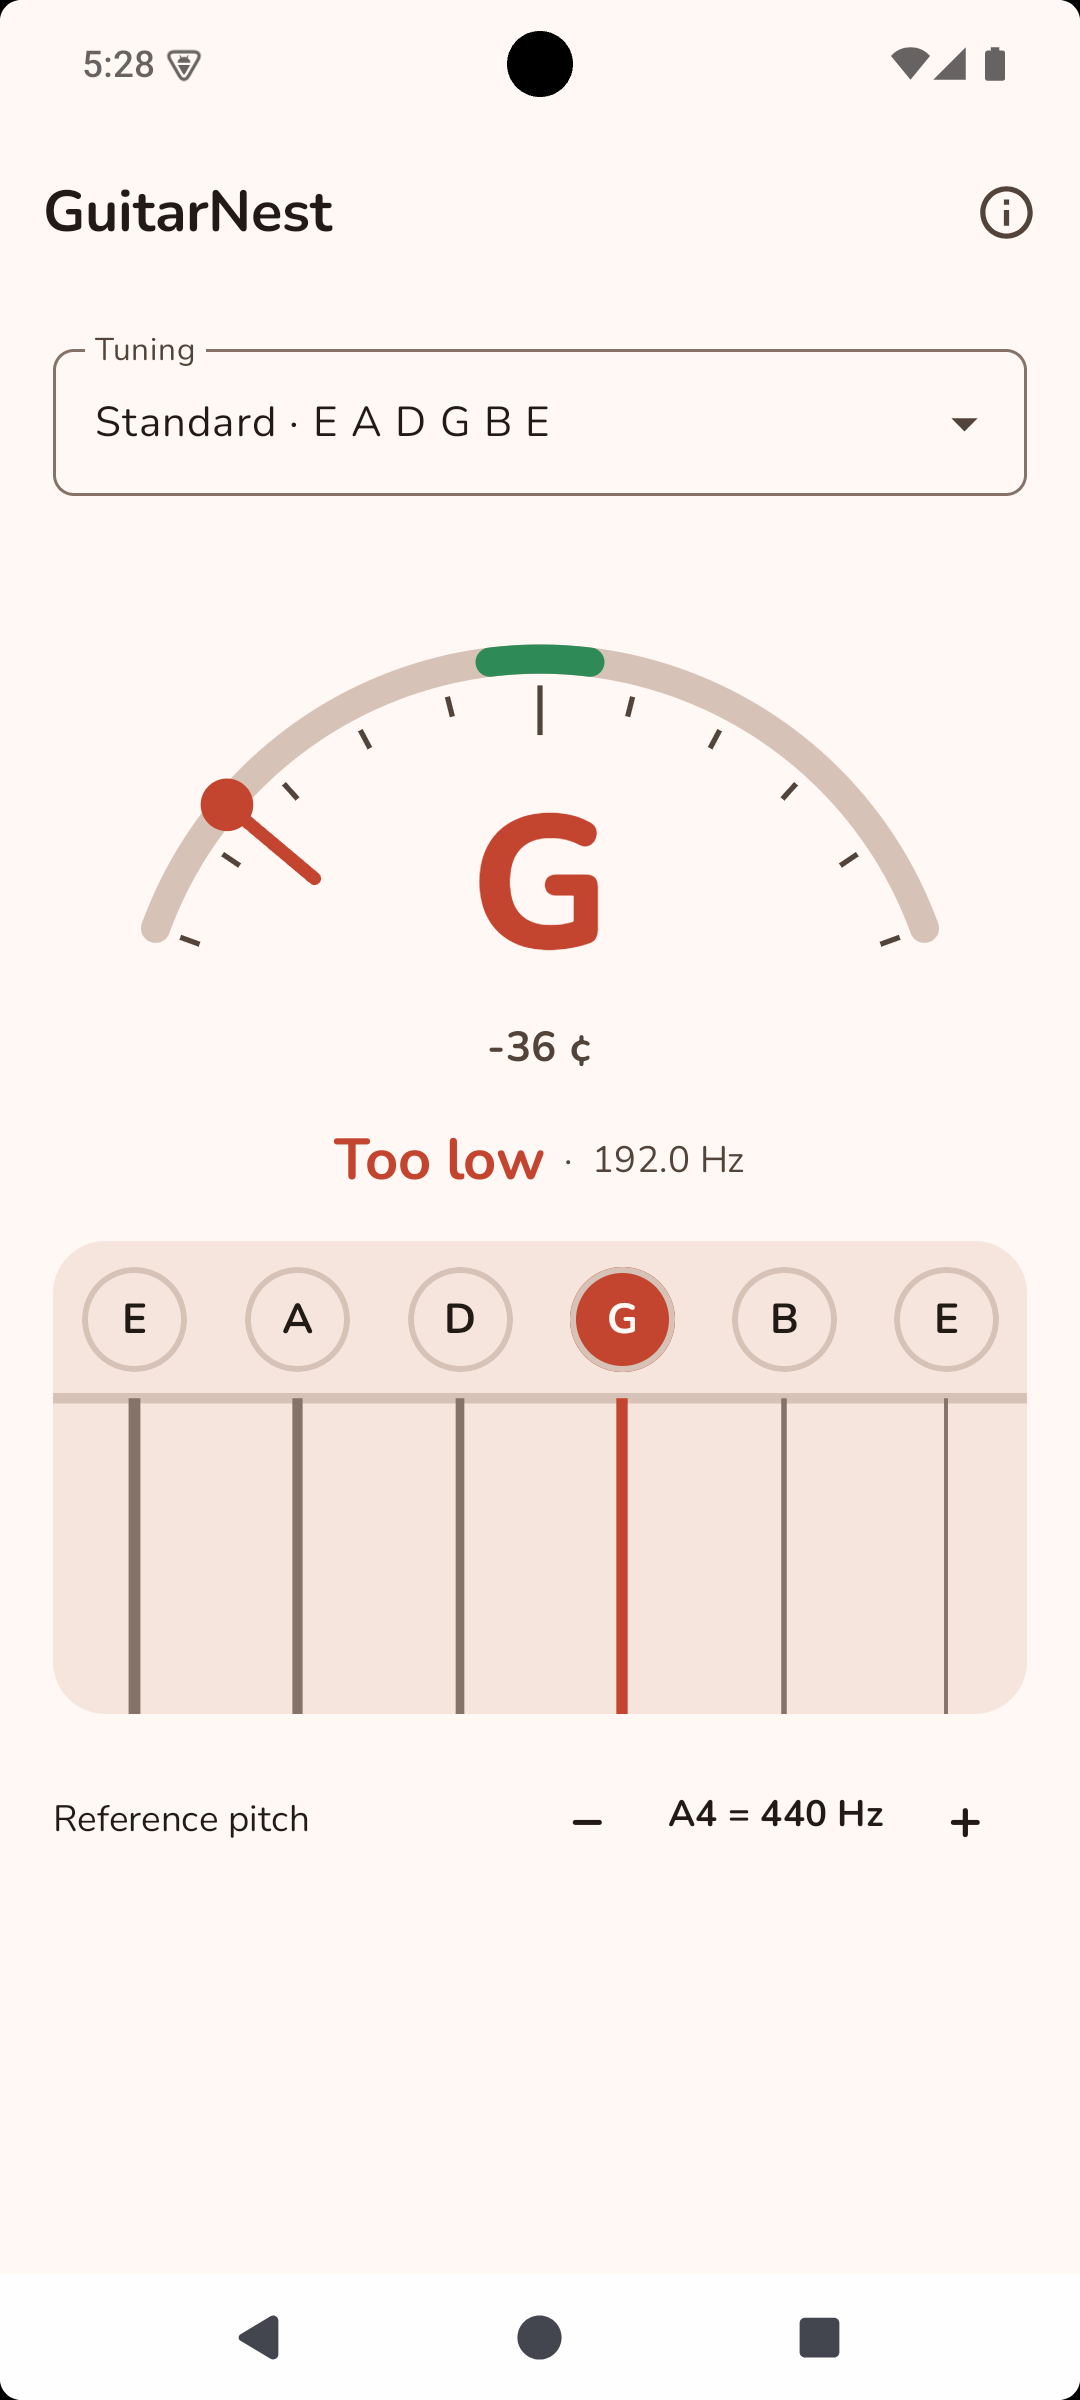 5:28
GuitarNest
Tuning
Standard · E A D G B E
G
-36 ¢
Too low · 192.0 Hz
E A D G B E
Reference pitch − A4 = 440 Hz +